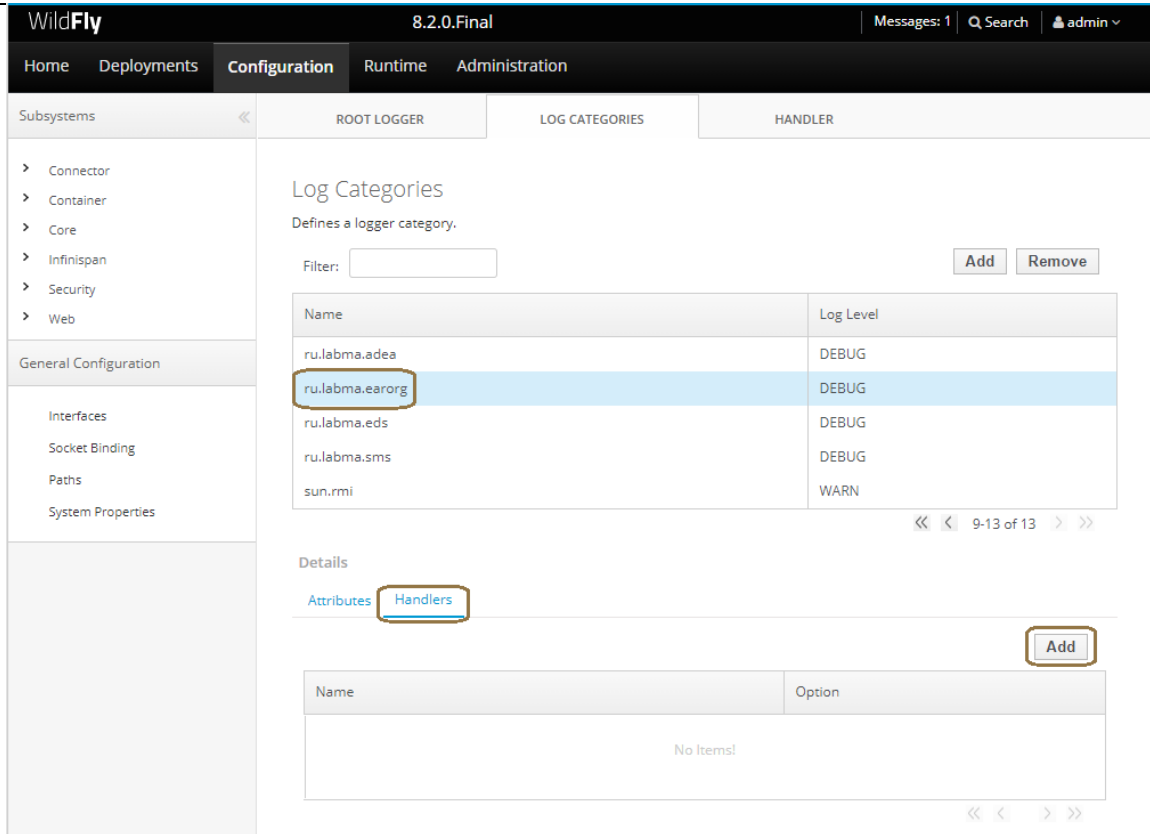 WildFly 8.2.0.Final Messages: 1 Search admin
Home Deployments Configuration Runtime Administration
Subsystems
ROOT LOGGER LOG CATEGORIES HANDLER
Connector
Container
Core
Infinispan
Security
Web
General Configuration
Interfaces
Socket Binding
Paths
System Properties
Log Categories
Defines a logger category.
Filter: Add Remove
Name Log Level
ru.labma.adea DEBUG
ru.labma.earorg DEBUG
ru.labma.eds DEBUG
ru.labma.sms DEBUG
sun.rmi WARN
9-13 of 13
Details
Attributes Handlers
Add
Name Option
No Items!